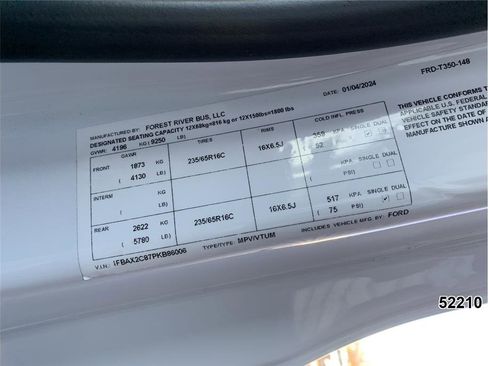 FRD-T350-148
MANUFACTURED BY: FOREST RIVER BUS, LLC DATE: 01/04/2024
DESIGNATED SEATING CAPACITY 12X68kg=816 kg or 12X150lbs=1800 lbs
GVWR: 4196 KG ( 9250 LB)
GAWR TIRES RIMS COLD INFL. PRESS
FRONT 1873 KG 235/65R16C 16X6.5J 359 KPA SINGLE DUAL
( 4130 LB) ( 52 PSI)
INTERM KG
( LB)
REAR 2622 KG 235/65R16C 16X6.5J 517 KPA SINGLE DUAL
( 5780 LB) ( 75 PSI)
V.I.N: 1FBAX2C87PKB86006 TYPE/TYPE: MPV/VTUM INCLUDES VEHICLE MFG. BY: FORD
THIS VEHICLE CONFORMS T
APPLICABLE U.S. FEDERAL
VEHICLE SAFETY STANDARD
EFFECT ON THE DATE OF
MANUFACTURE SHOWN A
52210